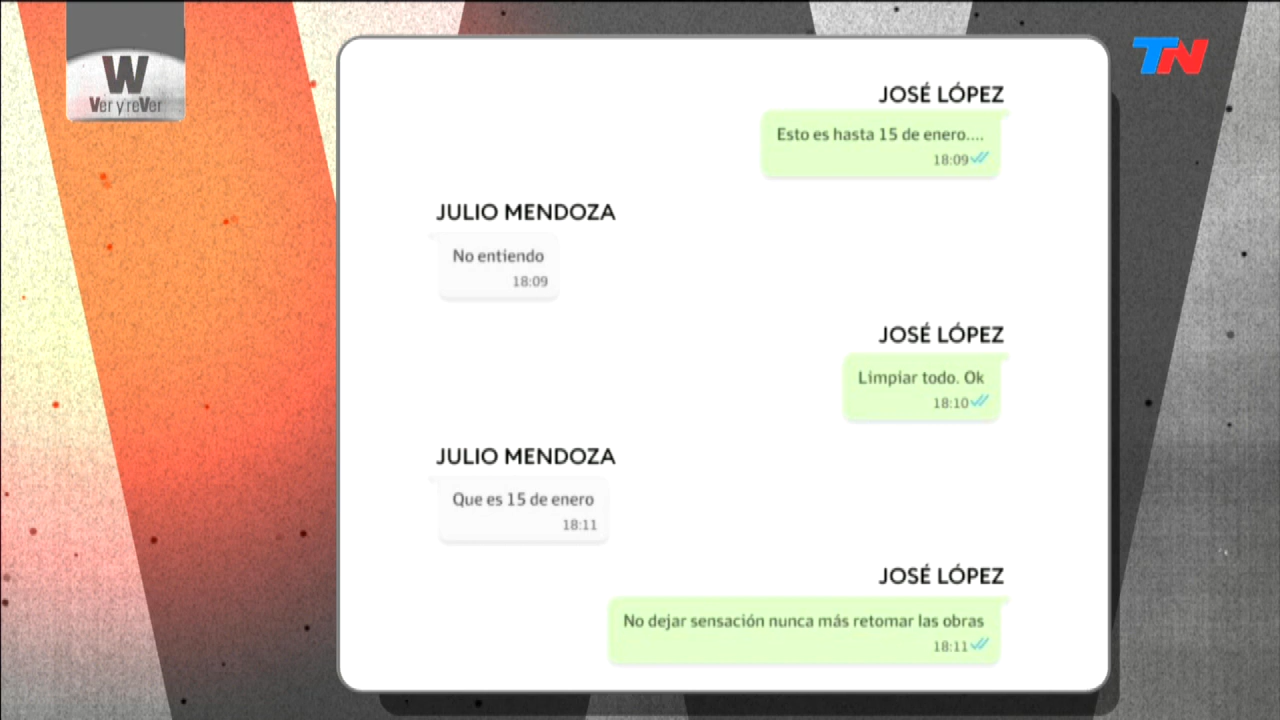 W
Ver y reVer
TN
JOSÉ LÓPEZ
Esto es hasta 15 de enero....
18:09
JULIO MENDOZA
No entiendo
18:09
JOSÉ LÓPEZ
Limpiar todo. Ok
18:10
JULIO MENDOZA
Que es 15 de enero
18:11
JOSÉ LÓPEZ
No dejar sensación nunca más retomar las obras
18:11